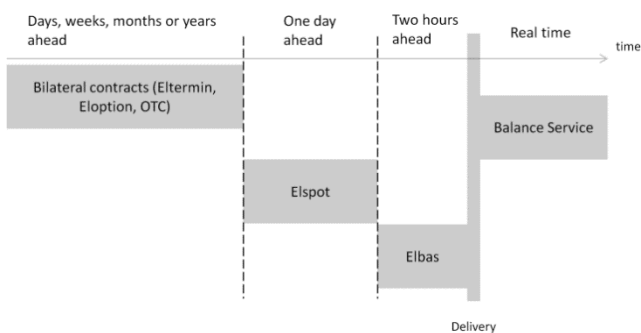 Days, weeks, months or years
ahead
One day
ahead
Two hours
ahead
Real time
time
Bilateral contracts (Eltermin,
Eloption, OTC)
Balance Service
Elspot
Elbas
Delivery